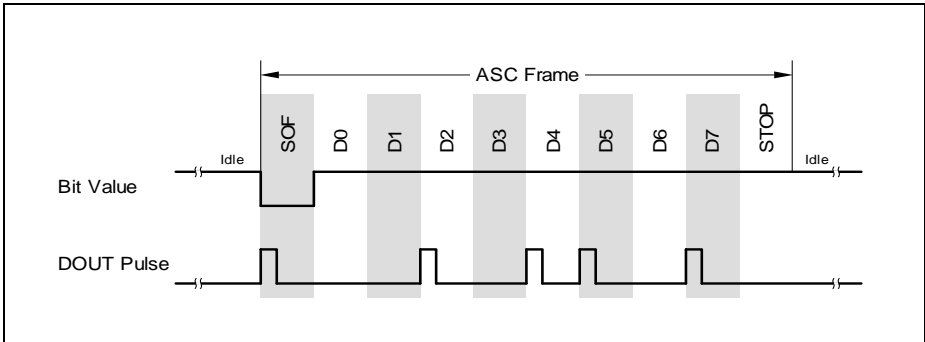 ASC Frame
SOF D0 D1 D2 D3 D4 D5 D6 D7 STOP
Idle Idle
Bit Value
DOUT Pulse